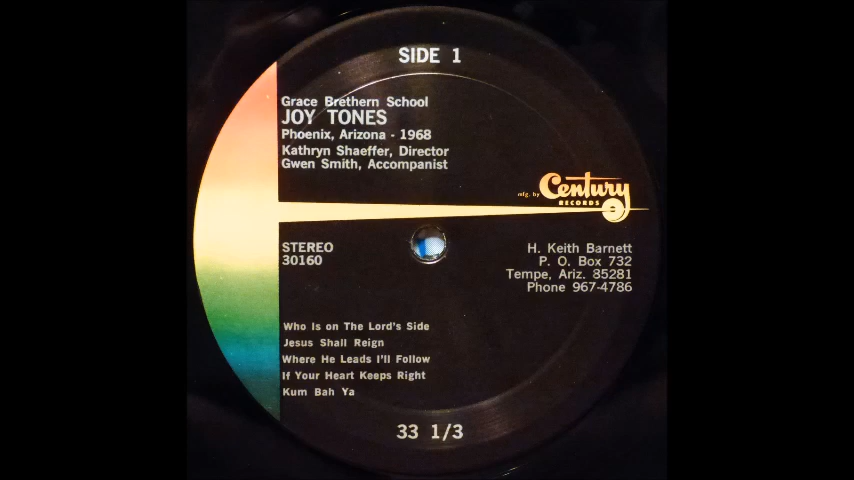 SIDE 1
Grace Brethern School
JOY TONES
Phoenix, Arizona - 1968
Kathryn Shaeffer, Director
Gwen Smith, Accompanist
mfg. by Century
RECORDS
STEREO
30160
H. Keith Barnett
P. O. Box 732
Tempe, Ariz. 85281
Phone 967-4786
Who Is on The Lord's Side
Jesus Shall Reign
Where He Leads I'll Follow
If Your Heart Keeps Right
Kum Bah Ya
33 1/3